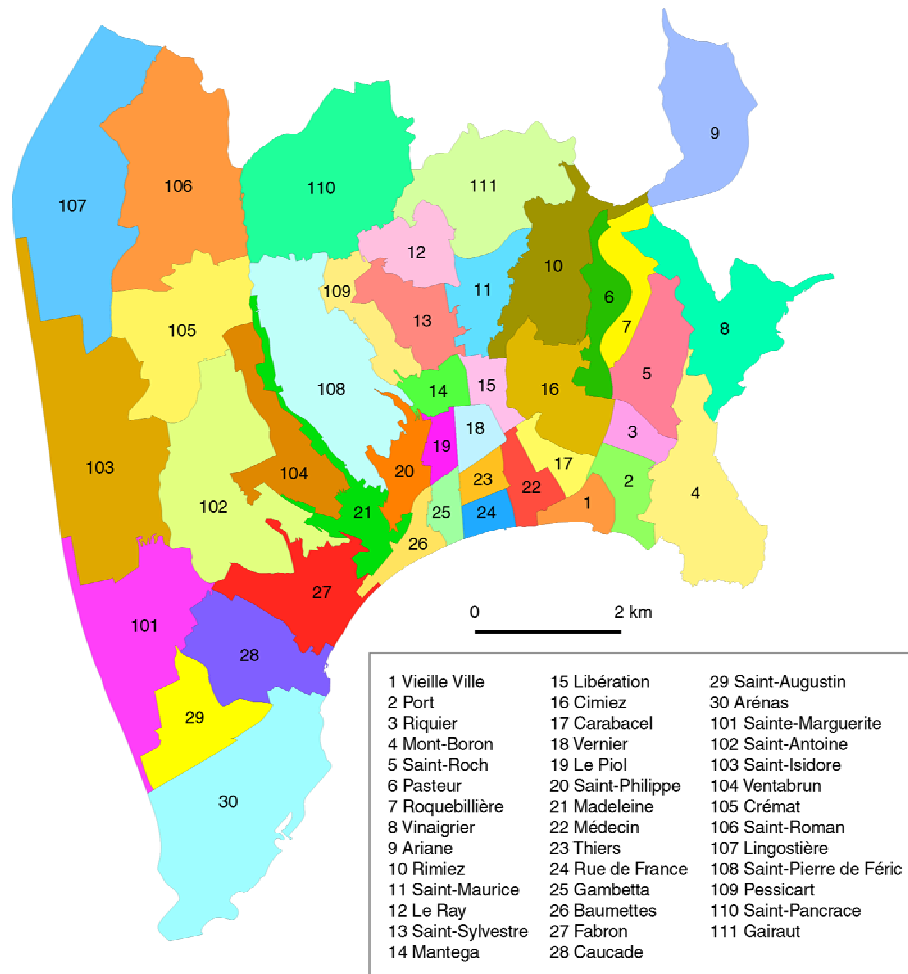 9
106
110
111
107
12
10
11
109
6
7
8
105
13
5
108
14
15
16
18
3
19
17
103
104
20
23
2
4
102
22
1
21
25
24
26
27
0 2 km
101
28
29
30
1 Vieille Ville
2 Port
3 Riquier
4 Mont-Boron
5 Saint-Roch
6 Pasteur
7 Roquebillière
8 Vinaigrier
9 Ariane
10 Rimiez
11 Saint-Maurice
12 Le Ray
13 Saint-Sylvestre
14 Mantega
15 Libération
16 Cimiez
17 Carabacel
18 Vernier
19 Le Piol
20 Saint-Philippe
21 Madeleine
22 Médecin
23 Thiers
24 Rue de France
25 Gambetta
26 Baumettes
27 Fabron
28 Caucade
29 Saint-Augustin
30 Arénas
101 Sainte-Marguerite
102 Saint-Antoine
103 Saint-Isidore
104 Ventabrun
105 Crémat
106 Saint-Roman
107 Lingostière
108 Saint-Pierre de Féric
109 Pessicart
110 Saint-Pancrace
111 Gairaut